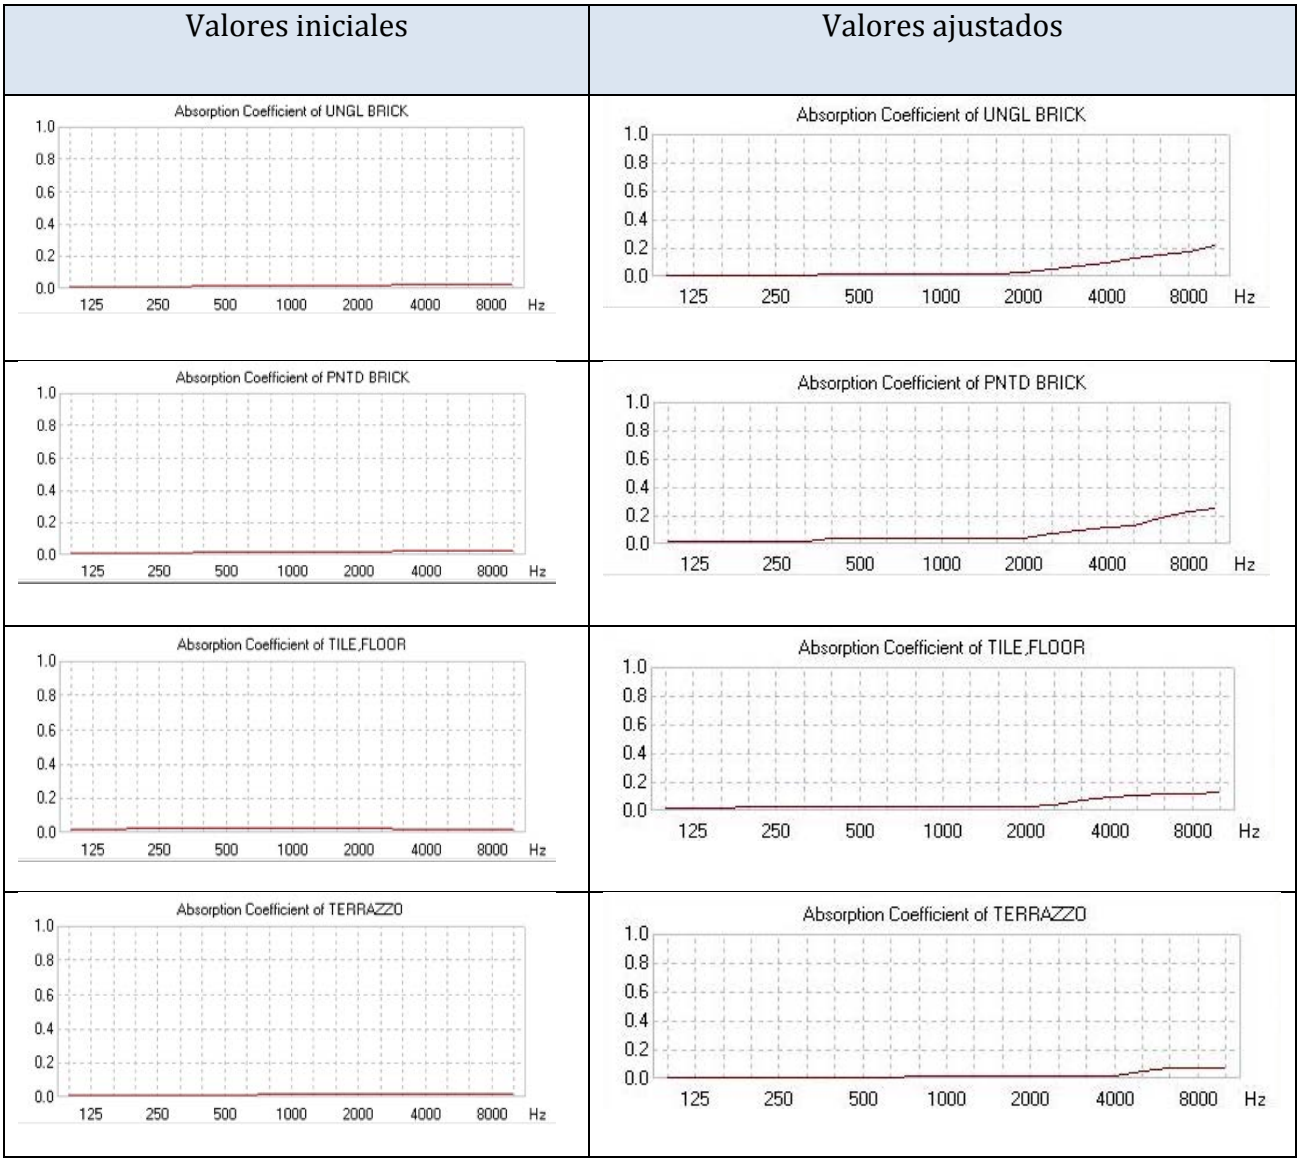 Valores iniciales
Valores ajustados
Absorption Coefficient of UNGL BRICK
1.0
0.8
0.6
0.4
0.2
0.0
125 250 500 1000 2000 4000 8000 Hz
Absorption Coefficient of UNGL BRICK
1.0
0.8
0.6
0.4
0.2
0.0
125 250 500 1000 2000 4000 8000 Hz
Absorption Coefficient of PNTD BRICK
1.0
0.8
0.6
0.4
0.2
0.0
125 250 500 1000 2000 4000 8000 Hz
Absorption Coefficient of PNTD BRICK
1.0
0.8
0.6
0.4
0.2
0.0
125 250 500 1000 2000 4000 8000 Hz
Absorption Coefficient of TILE,FLOOR
1.0
0.8
0.6
0.4
0.2
0.0
125 250 500 1000 2000 4000 8000 Hz
Absorption Coefficient of TILE,FLOOR
1.0
0.8
0.6
0.4
0.2
0.0
125 250 500 1000 2000 4000 8000 Hz
Absorption Coefficient of TERRAZZO
1.0
0.8
0.6
0.4
0.2
0.0
125 250 500 1000 2000 4000 8000 Hz
Absorption Coefficient of TERRAZZO
1.0
0.8
0.6
0.4
0.2
0.0
125 250 500 1000 2000 4000 8000 Hz